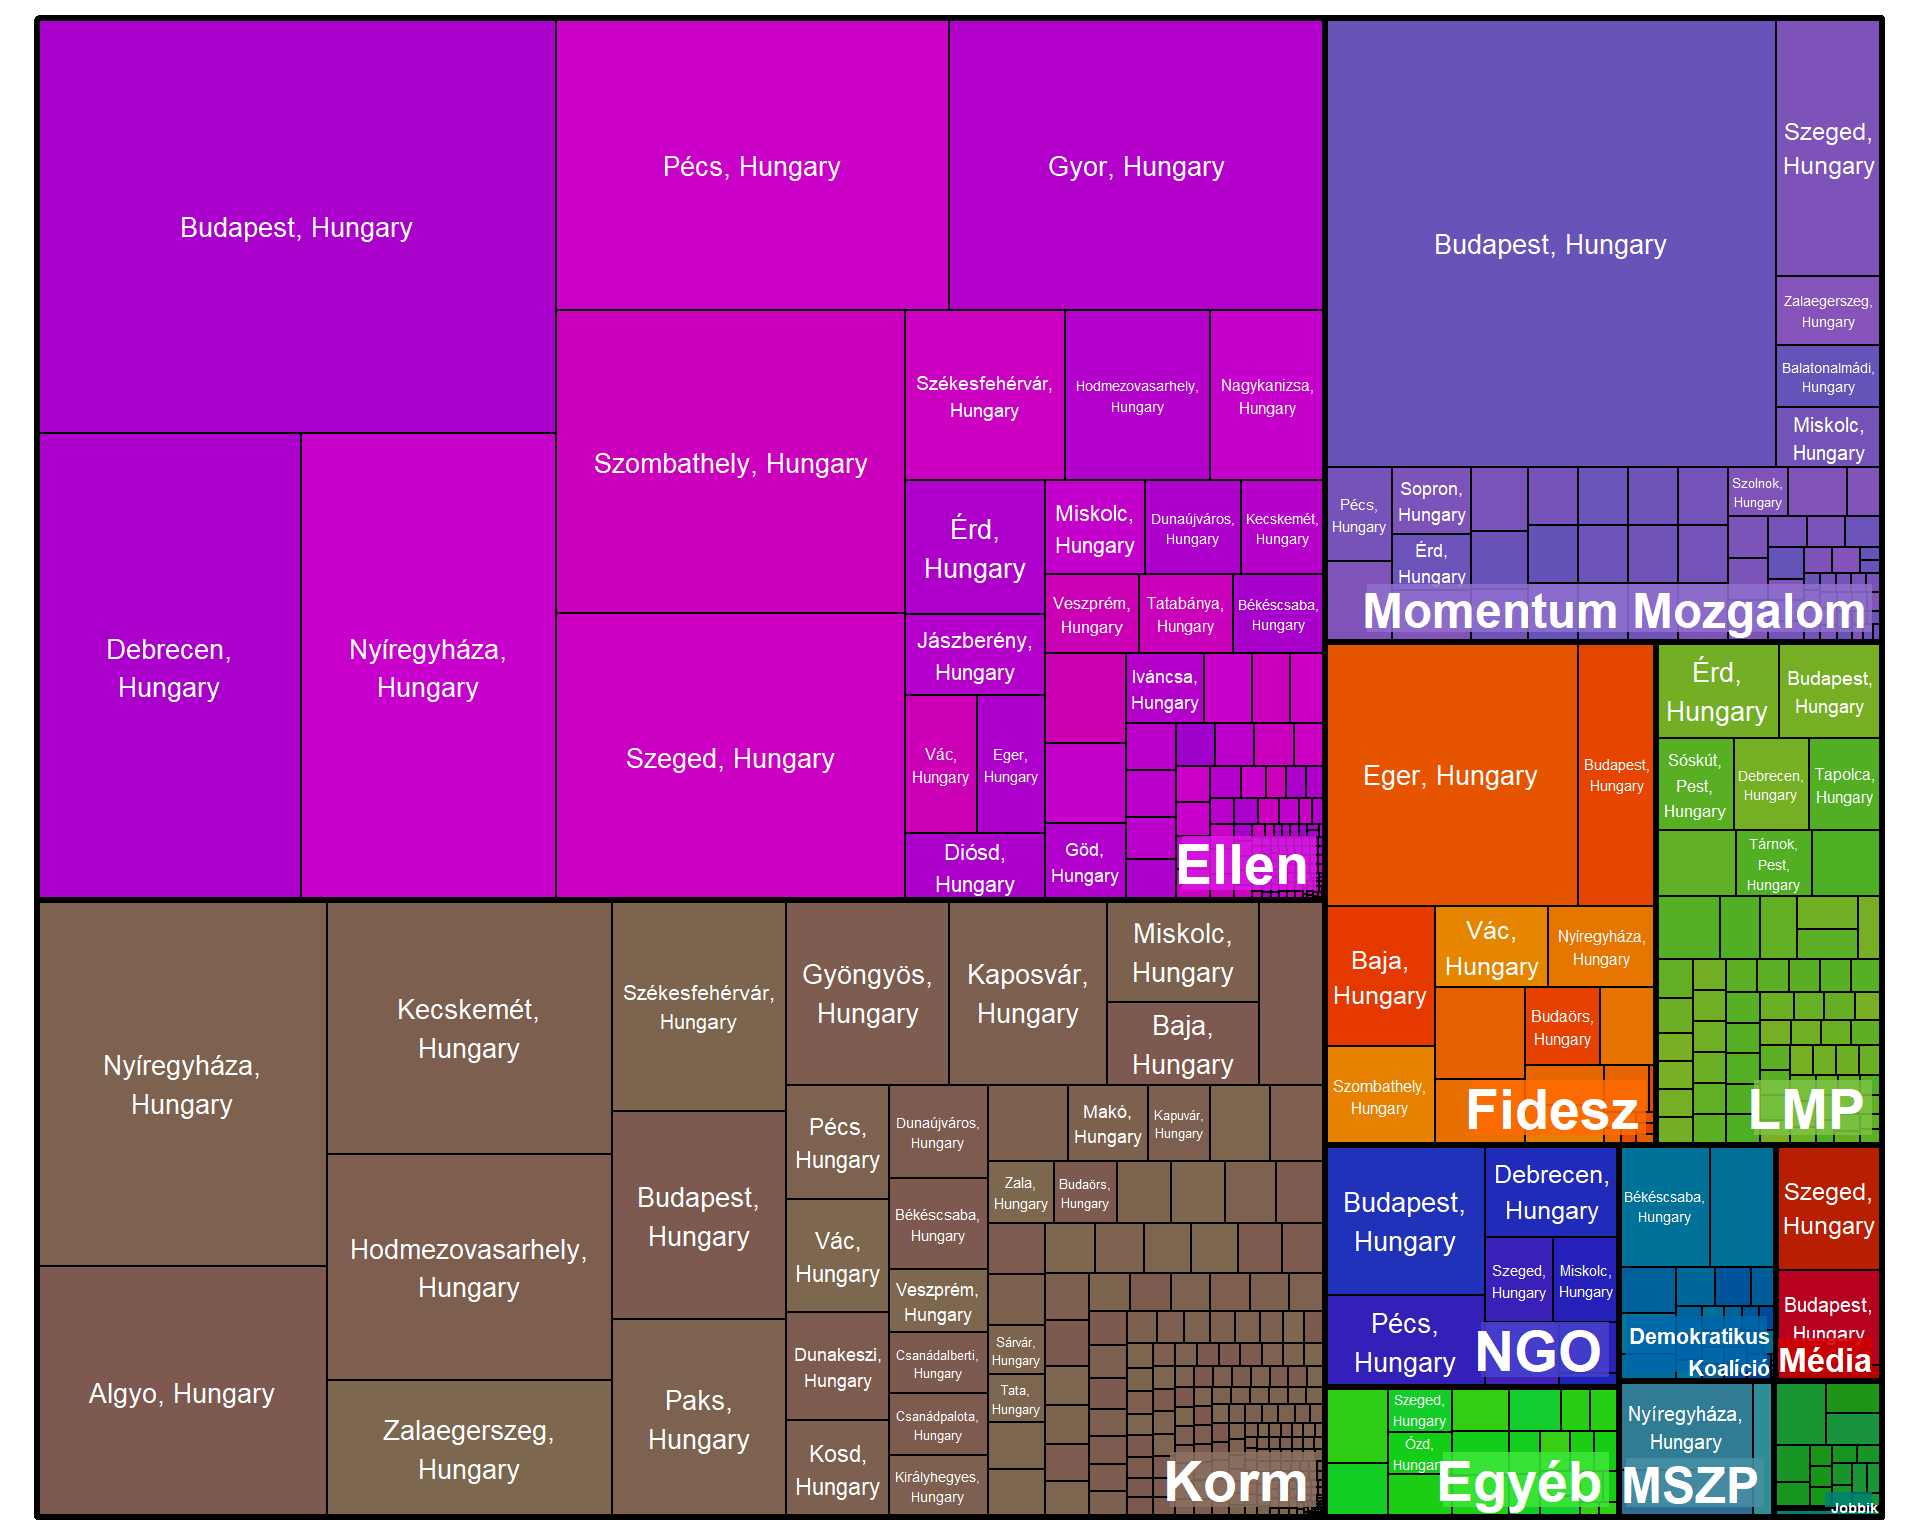 Budapest, Hungary
Pécs, Hungary
Gyor, Hungary
Debrecen,
Hungary
Nyíregyháza,
Hungary
Szombathely, Hungary
Szeged, Hungary
Székesfehérvár,
Hungary
Hodmezovasarhely,
Hungary
Nagykanizsa,
Hungary
Érd,
Hungary
Miskolc,
Hungary
Dunaújváros,
Hungary
Kecskemét,
Hungary
Veszprém,
Hungary
Tatabánya,
Hungary
Békéscsaba,
Hungary
Jászberény,
Hungary
Iváncsa,
Hungary
Vác,
Hungary
Eger,
Hungary
Diósd,
Hungary
Göd,
Hungary
Ellen
Budapest, Hungary
Szeged,
Hungary
Zalaegerszeg,
Hungary
Balatonalmádi,
Hungary
Miskolc,
Hungary
Pécs,
Hungary
Sopron,
Hungary
Érd,
Hungary
Szolnok,
Hungary
Momentum Mozgalom
Eger, Hungary
Budapest,
Hungary
Baja,
Hungary
Vác,
Hungary
Nyíregyháza,
Hungary
Budaörs,
Hungary
Szombathely,
Hungary
Fidesz
Érd,
Hungary
Budapest,
Hungary
Sóskút,
Pest,
Hungary
Debrecen,
Hungary
Tapolca,
Hungary
Tárnok,
Pest,
Hungary
LMP
Nyíregyháza,
Hungary
Algyo, Hungary
Kecskemét,
Hungary
Hodmezovasarhely,
Hungary
Zalaegerszeg,
Hungary
Székesfehérvár,
Hungary
Budapest,
Hungary
Paks,
Hungary
Gyöngyös,
Hungary
Kaposvár,
Hungary
Miskolc,
Hungary
Baja,
Hungary
Pécs,
Hungary
Vác,
Hungary
Dunakeszi,
Hungary
Kosd,
Hungary
Dunaújváros,
Hungary
Békéscsaba,
Hungary
Veszprém,
Hungary
Csanádalberti,
Hungary
Csanádpalota,
Hungary
Királyhegyes,
Hungary
Makó,
Hungary
Kapuvár,
Hungary
Zala,
Hungary
Budaörs,
Hungary
Sárvár,
Hungary
Tata,
Hungary
Korm
Budapest,
Hungary
Debrecen,
Hungary
Szeged,
Hungary
Miskolc,
Hungary
Pécs,
Hungary
NGO
Békéscsaba,
Hungary
Demokratikus
Koalíció
Szeged,
Hungary
Budapest,
Hungary
Média
Szeged,
Hungary
Ózd,
Hungary
Egyéb
Nyíregyháza,
Hungary
MSZP
Jobbik